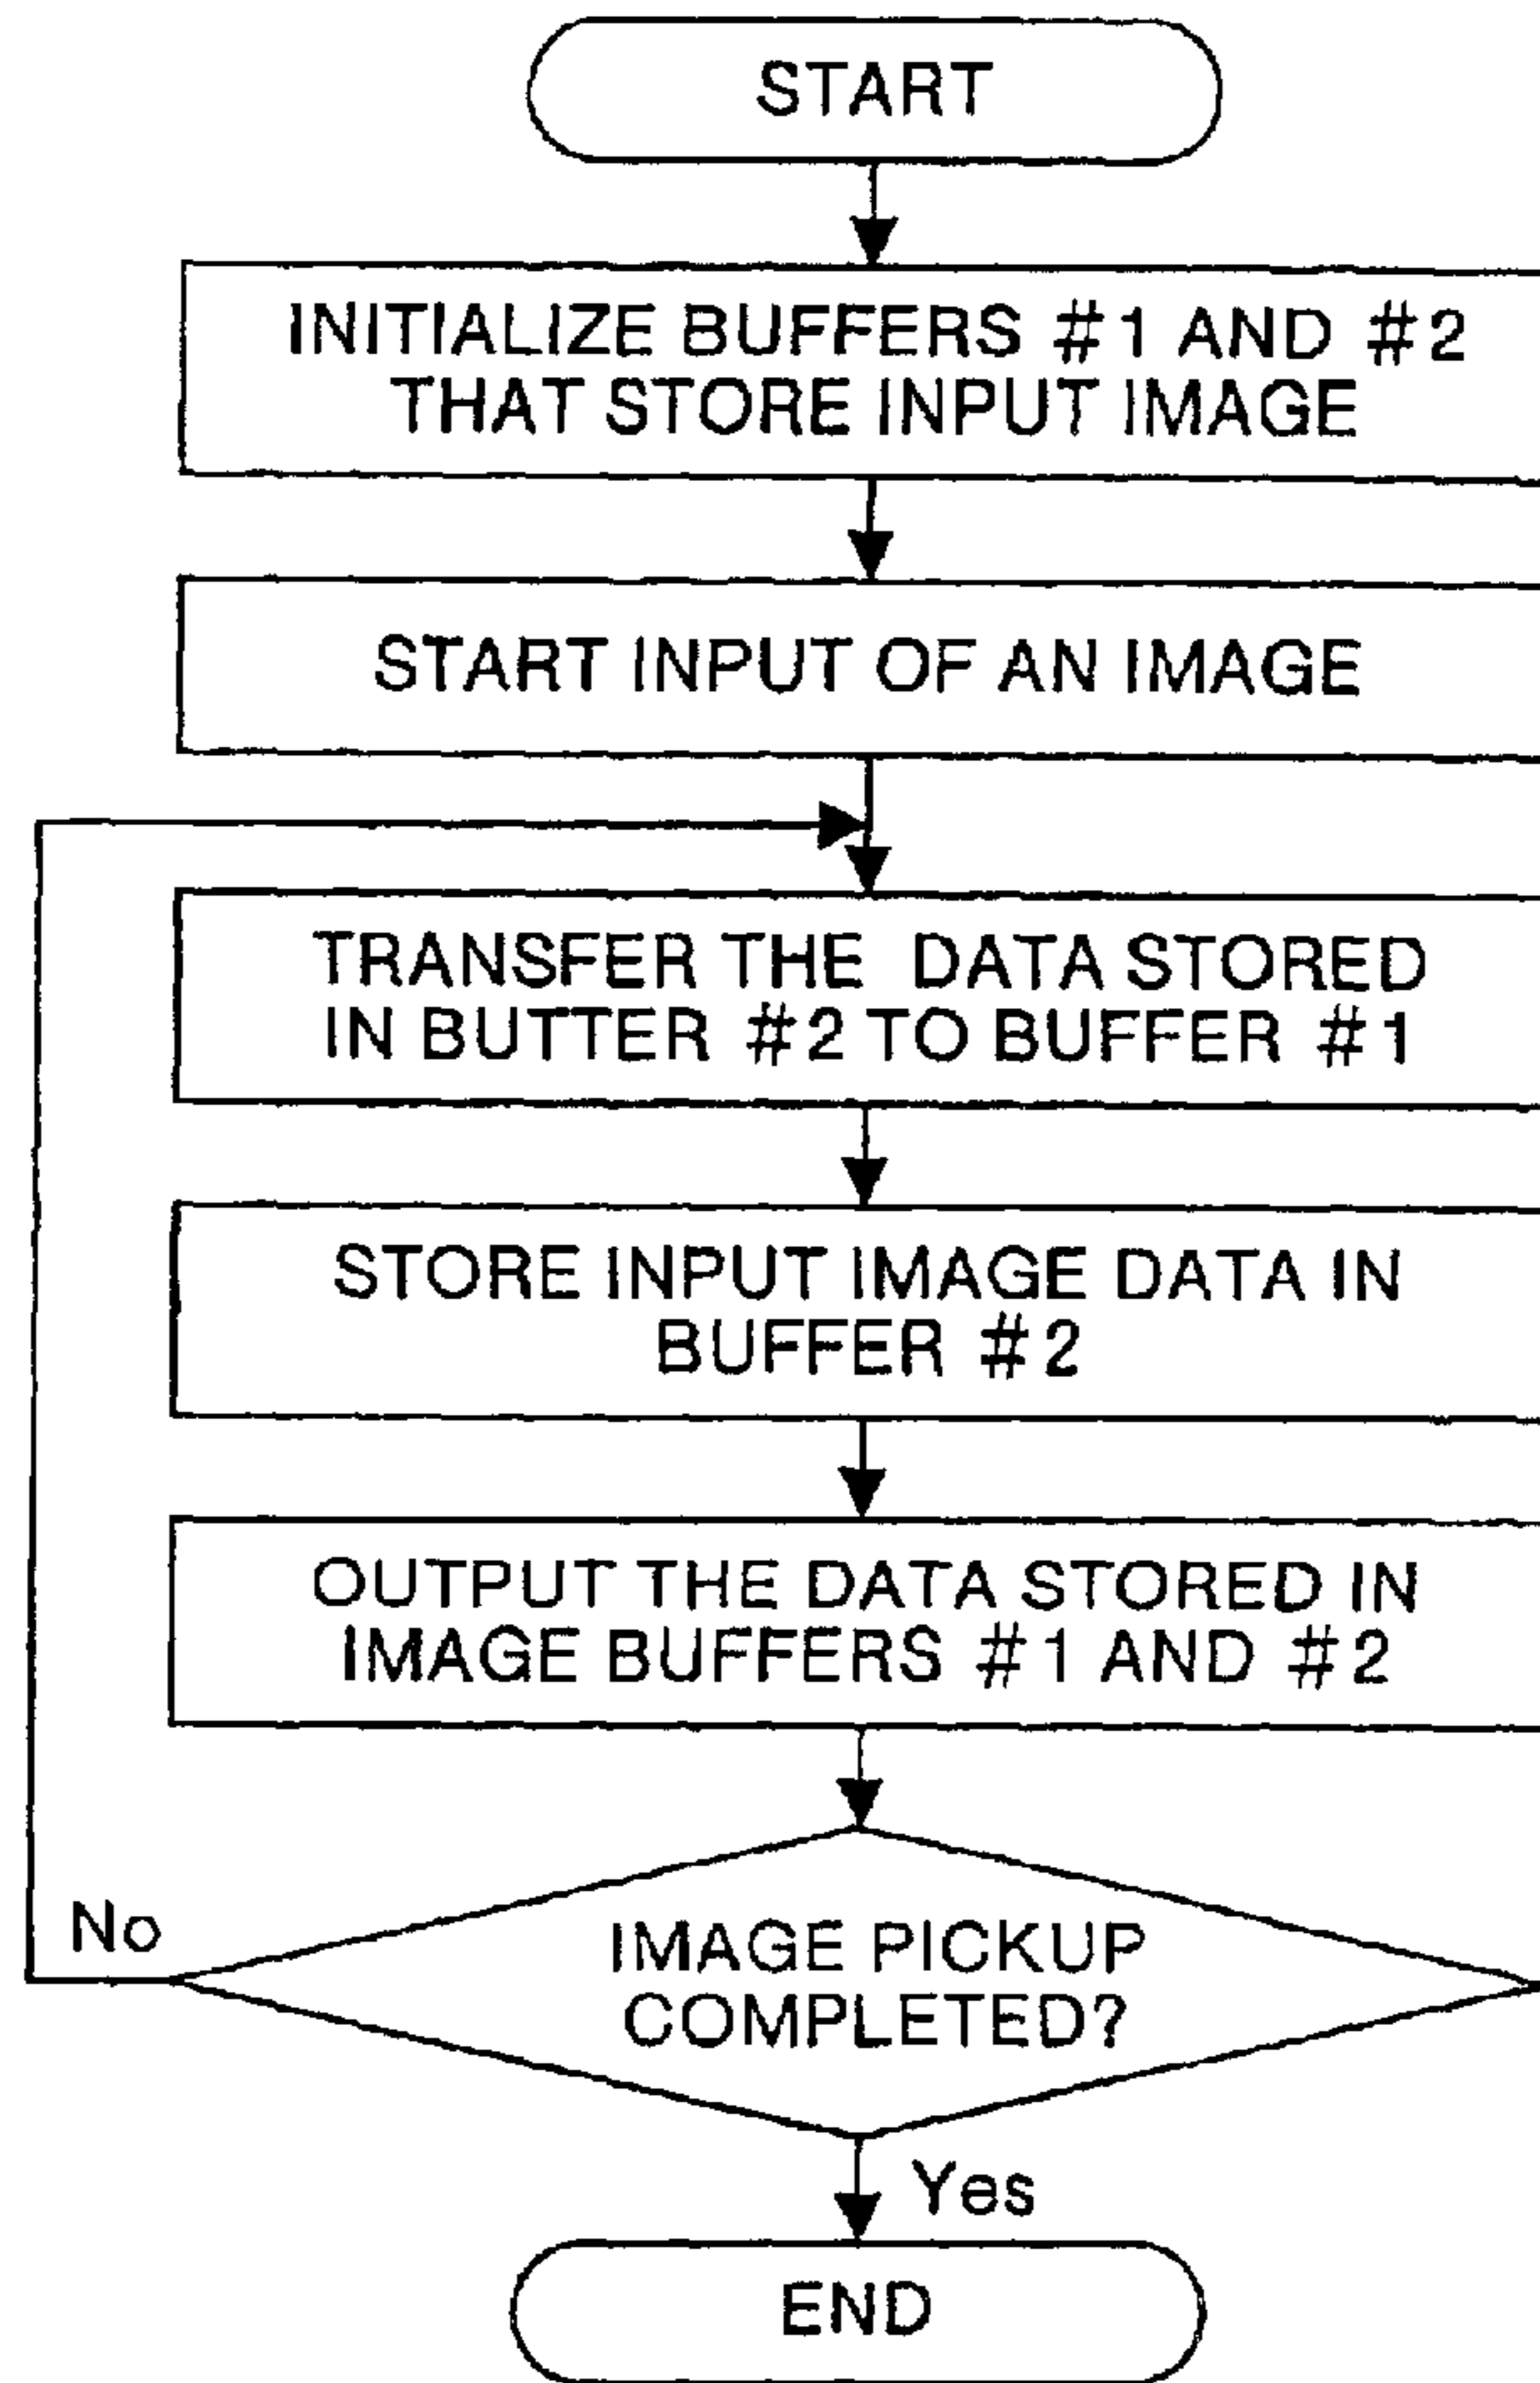 START
INITIALIZE BUFFERS #1 AND #2
THAT STORE INPUT IMAGE
START INPUT OF AN IMAGE
TRANSFER THE DATA STORED
IN BUTTER #2 TO BUFFER #1
STORE INPUT IMAGE DATA IN
BUFFER #2
OUTPUT THE DATA STORED IN
IMAGE BUFFERS #1 AND #2
No
IMAGE PICKUP
COMPLETED?
Yes
END